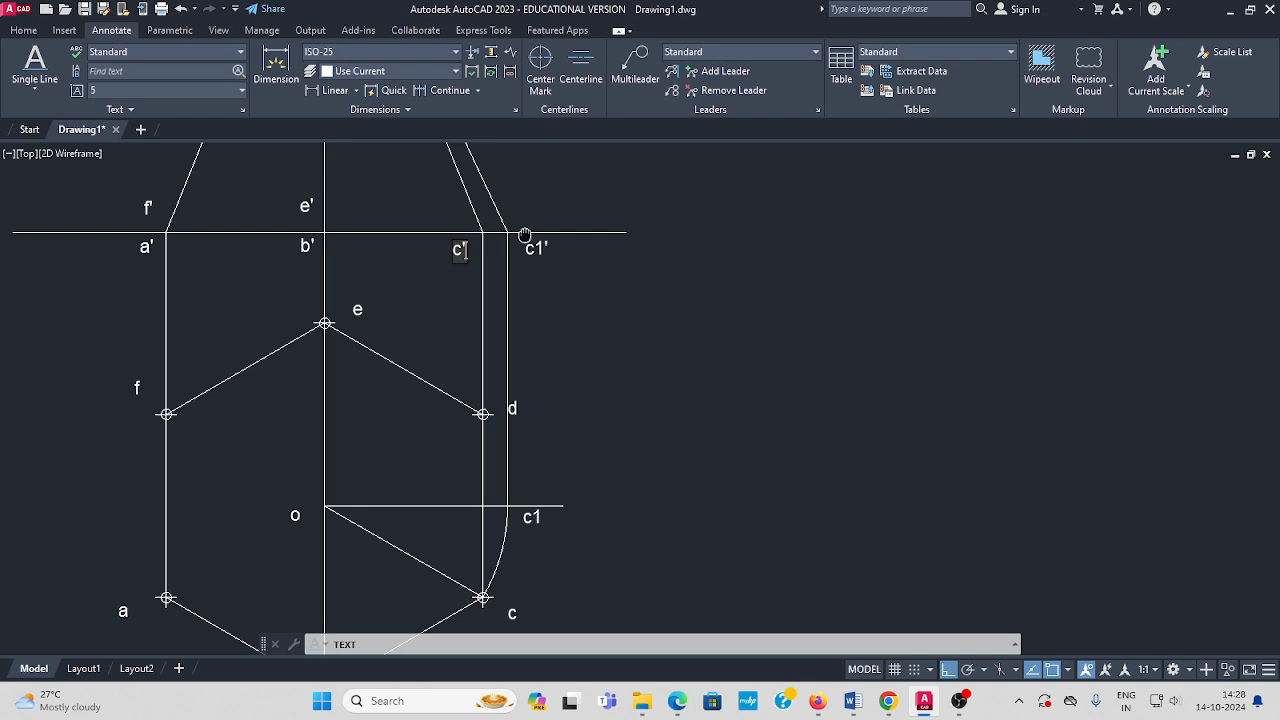 CAD
Share
Autodesk AutoCAD 2023 - EDUCATIONAL VERSION Drawing1.dwg
Type a keyword or phrase
Sign In
Home Insert Annotate Parametric View Manage Output Add-ins Collaborate Express Tools Featured Apps
Single Line
Standard
Find text
5
Text
Dimension
ISO-25
Use Current
Linear
Quick
Continue
Dimensions
Center Mark
Centerline
Centerlines
Multileader
Standard
Add Leader
Remove Leader
Leaders
Table
Standard
Extract Data
Link Data
Tables
Wipeout
Revision Cloud
Markup
Add Current Scale
Scale List
Annotation Scaling
Start
Drawing1*
[−][Top][2D Wireframe]
f'
e'
a'
b'
c'
c1'
e
f
d
o
c1
a
c
TEXT
Model Layout1 Layout2
MODEL
1:1
27°C
Mostly cloudy
Search
PRE
ENG
IN
14:28
14-10-2024